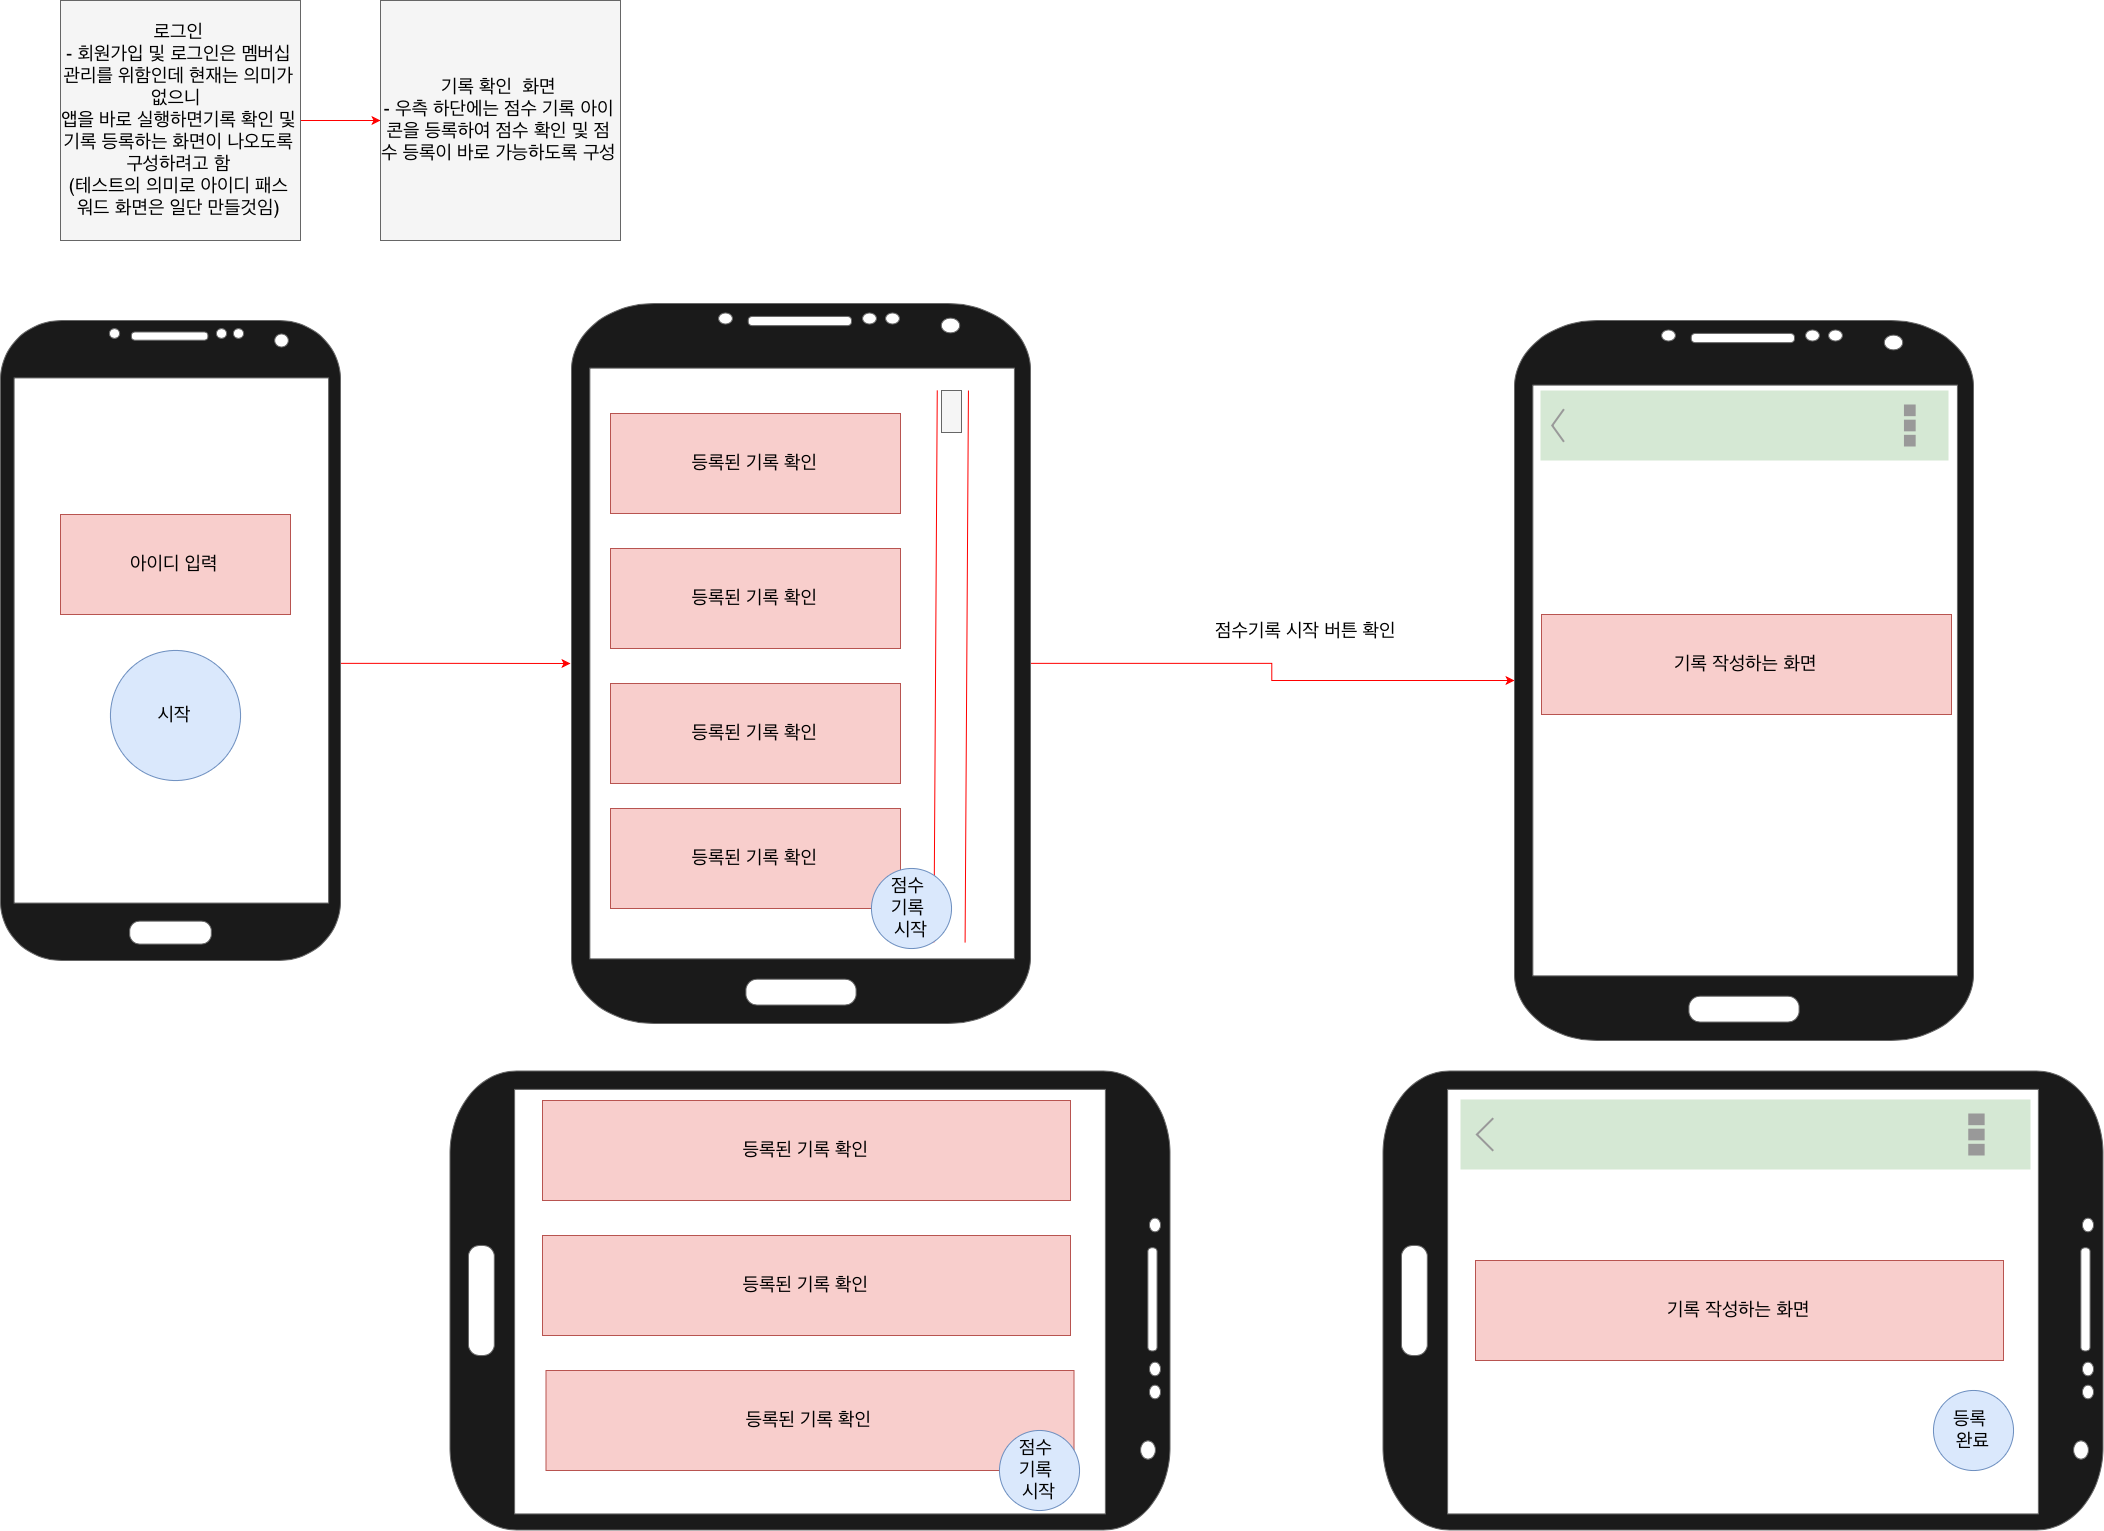 로그인
- 회원가입 및 로그인은 멤버십
관리를 위함인데 현재는 의미가
없으니
앱을 바로 실행하면기록 확인 및
기록 등록하는 화면이 나오도록
구성하려고 함
(테스트의 의미로 아이디 패스
워드 화면은 일단 만들것임)
기록 확인  화면
- 우측 하단에는 점수 기록 아이
콘을 등록하여 점수 확인 및 점
수 등록이 바로 가능하도록 구성
아이디 입력
시작
등록된 기록 확인
등록된 기록 확인
등록된 기록 확인
등록된 기록 확인
점수
기록
시작
점수기록 시작 버튼 확인
기록 작성하는 화면
등록된 기록 확인
등록된 기록 확인
등록된 기록 확인
점수
기록
시작
기록 작성하는 화면
등록
완료